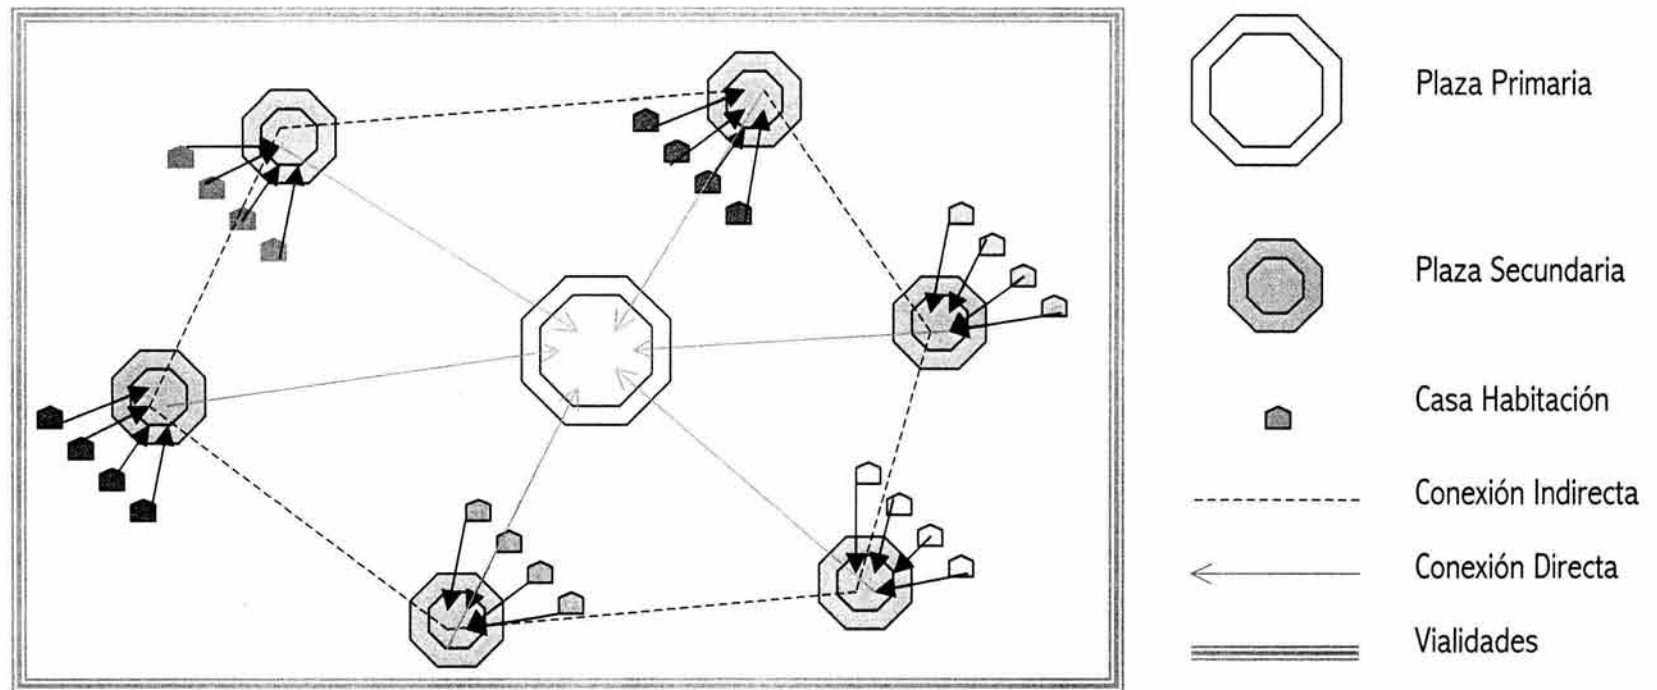 Plaza Primaria
Plaza Secundaria
Casa Habitación
Conexión Indirecta
Conexión Directa
Vialidades